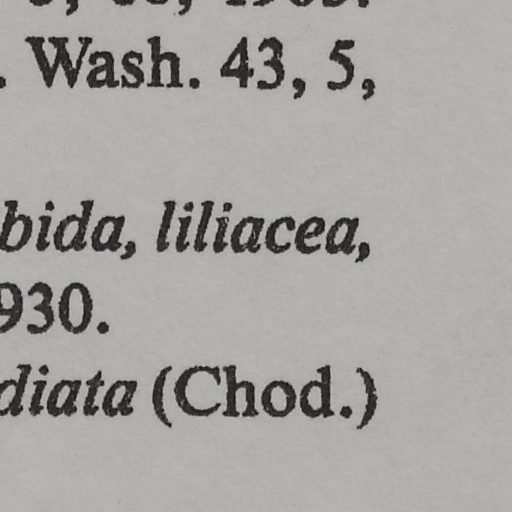 . Wash. 43, 5,
bida, liliacea,
930.
diata (Chod.)